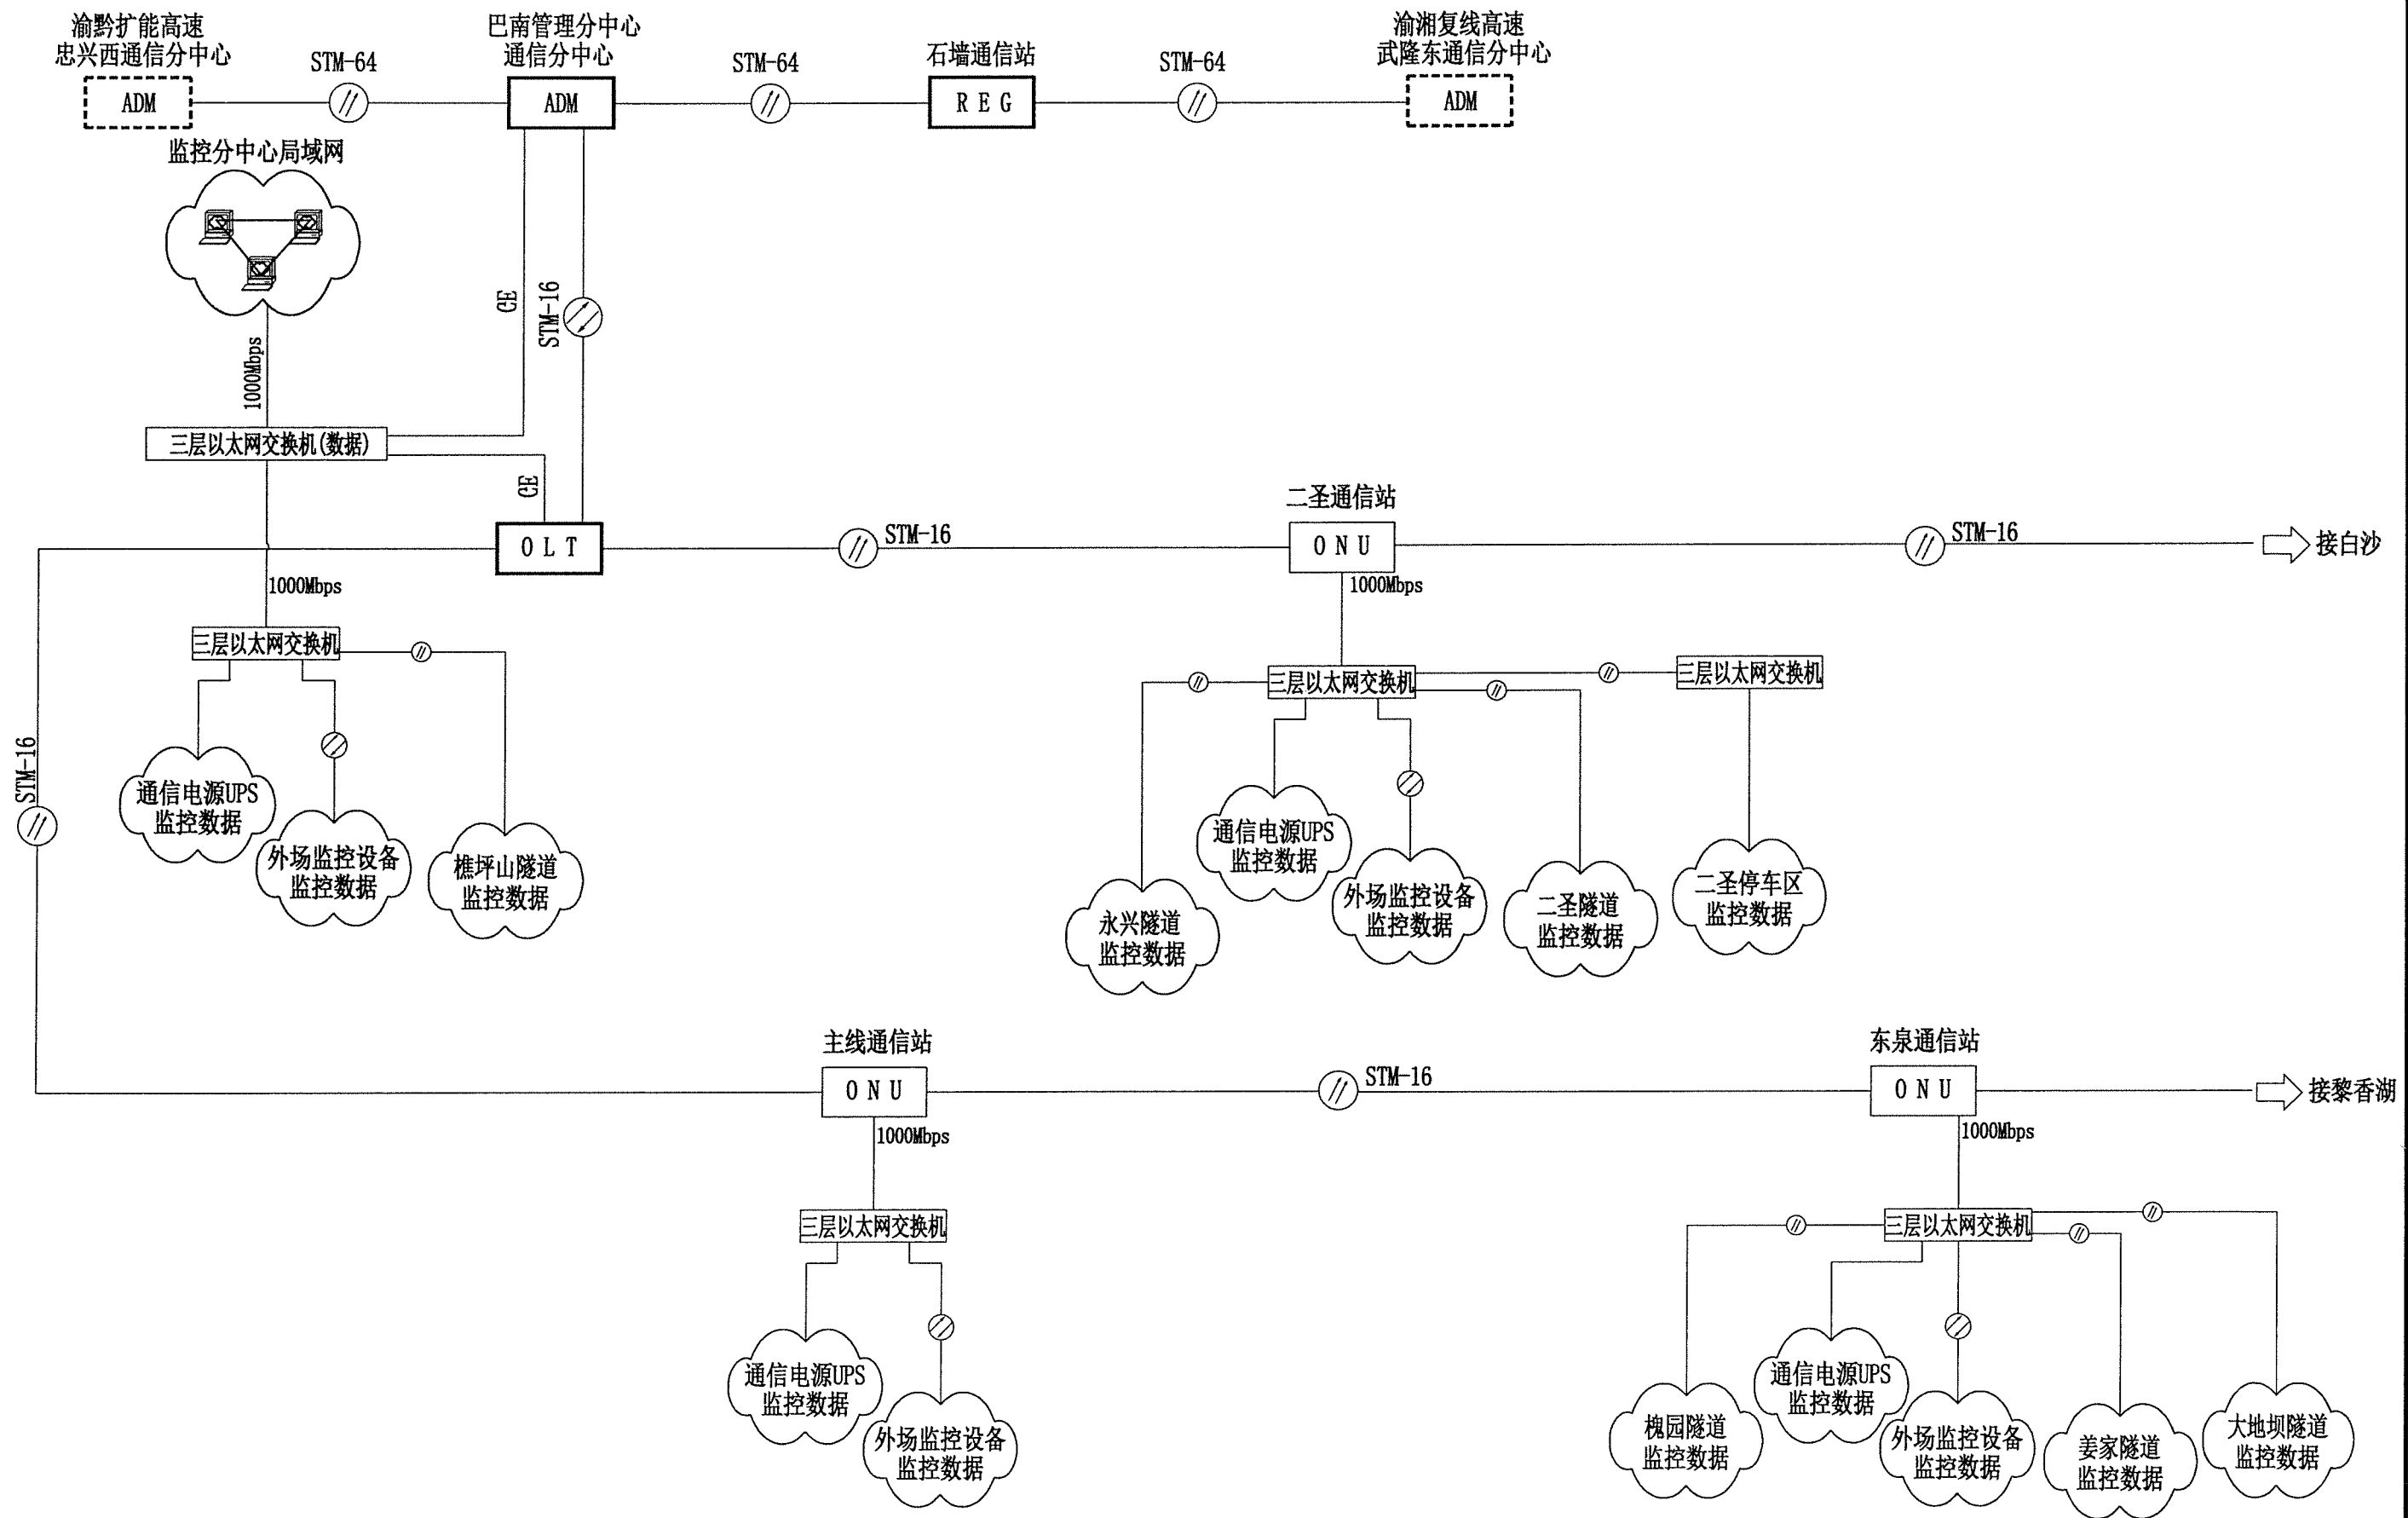 渝黔扩能高速
忠兴西通信分中心
ADM
STM-64
巴南管理分中心
通信分中心
ADM
STM-64
石墙通信站
REG
STM-64
渝湘复线高速
武隆东通信分中心
ADM
监控分中心局域网
1000Mbps
GE
STM-16
三层以太网交换机(数据)
GE
OLT
STM-16
二圣通信站
ONU
STM-16
接白沙
1000Mbps
三层以太网交换机
通信电源UPS
监控数据
外场监控设备
监控数据
樵坪山隧道
监控数据
1000Mbps
三层以太网交换机
三层以太网交换机
永兴隧道
监控数据
通信电源UPS
监控数据
外场监控设备
监控数据
二圣隧道
监控数据
二圣停车区
监控数据
STM-16
主线通信站
ONU
STM-16
东泉通信站
ONU
接黎香湖
1000Mbps
三层以太网交换机
通信电源UPS
监控数据
外场监控设备
监控数据
1000Mbps
三层以太网交换机
槐园隧道
监控数据
通信电源UPS
监控数据
外场监控设备
监控数据
姜家隧道
监控数据
大地坝隧道
监控数据